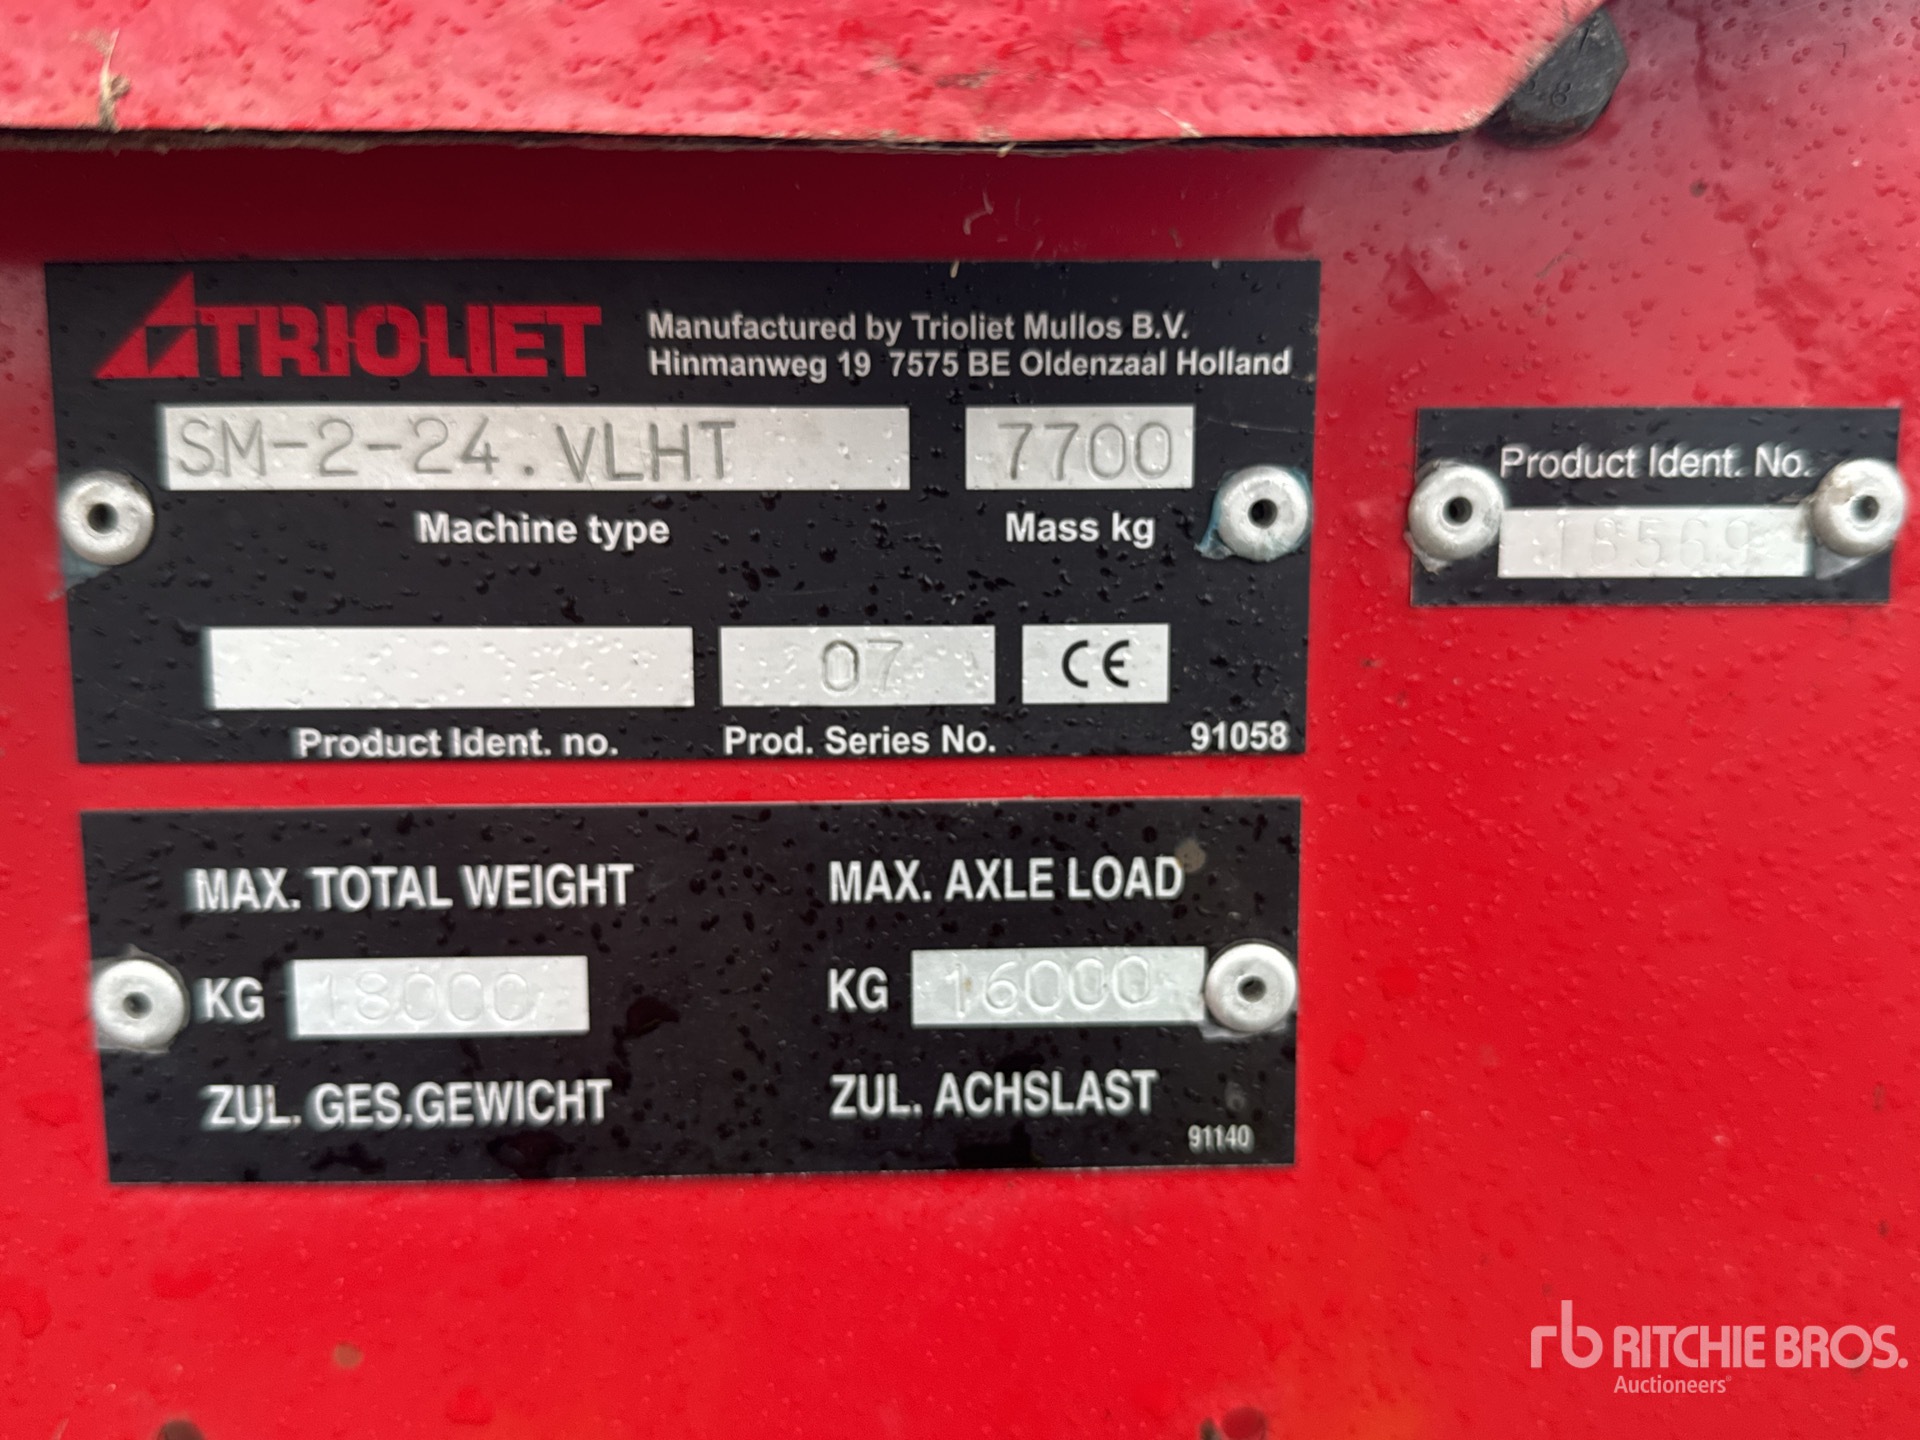 TRIOLIET
Manufactured by Trioliet Mullos B.V.
Hinmanweg 19 7575 BE Oldenzaal Holland
SM-2-24.VLHT
7700
Machine type
Mass kg
07
CE
Product Ident. no.
Prod. Series No.
91058
Product Ident. No.
18569
MAX. TOTAL WEIGHT
MAX. AXLE LOAD
KG 18000
KG 16000
ZUL. GES.GEWICHT
ZUL. ACHSLAST
91140
rb RITCHIE BROS.
Auctioneers